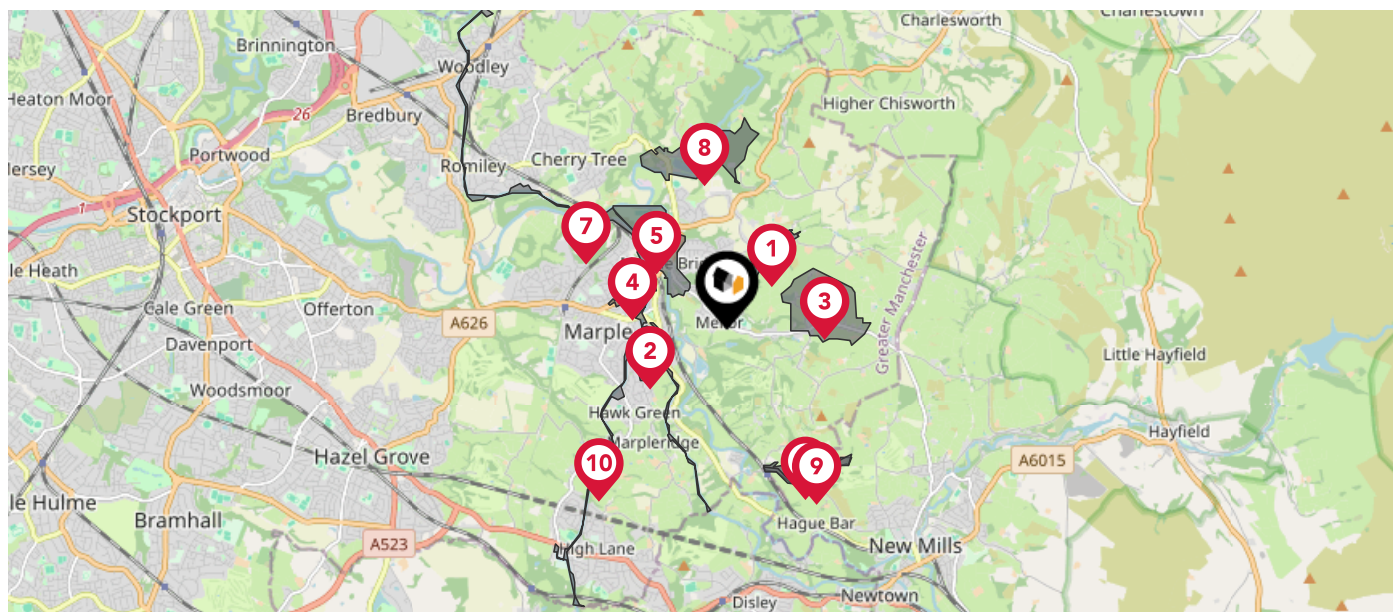 Charlesworth
Charlestown
Brinnington
Woodley
Heaton Moor
26
Higher Chisworth
Bredbury
Portwood
Romiley
Cherry Tree
8
1
Stockport
7
5
1
le Heath
4
3
Cale Green
Offerton
A626
Mellor
Marple
Greater Manchester
Davenport
2
Little Hayfield
Woodsmoor
Hawk Green
Hayfield
Marpleridge
Hazel Grove
10
9
A6015
le Hulme
Bramhall
Hague Bar
A523
High Lane
New Mills
Newtown
Disley